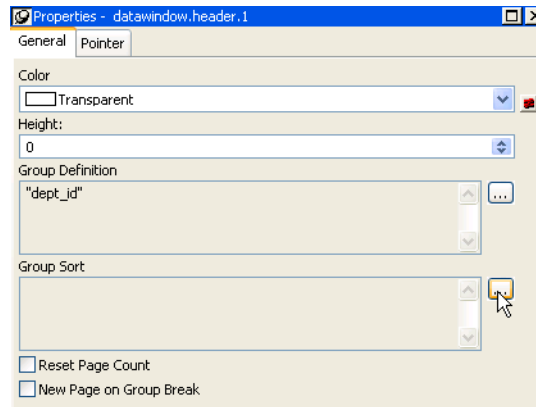 Properties - datawindow.header.1
General Pointer
Color
Transparent
Height:
0
Group Definition
"dept_id"
...
Group Sort
...
Reset Page Count
New Page on Group Break